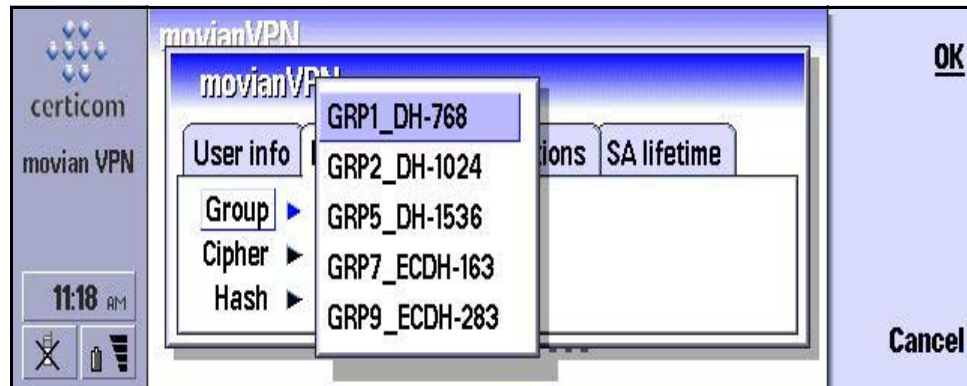 certicom
movian VPN
11:18 AM
movianVPN
movianVPN
User info
SA lifetime
Group
Cipher
Hash
GRP1_DH-768
GRP2_DH-1024
GRP5_DH-1536
GRP7_ECDH-163
GRP9_ECDH-283
OK
Cancel